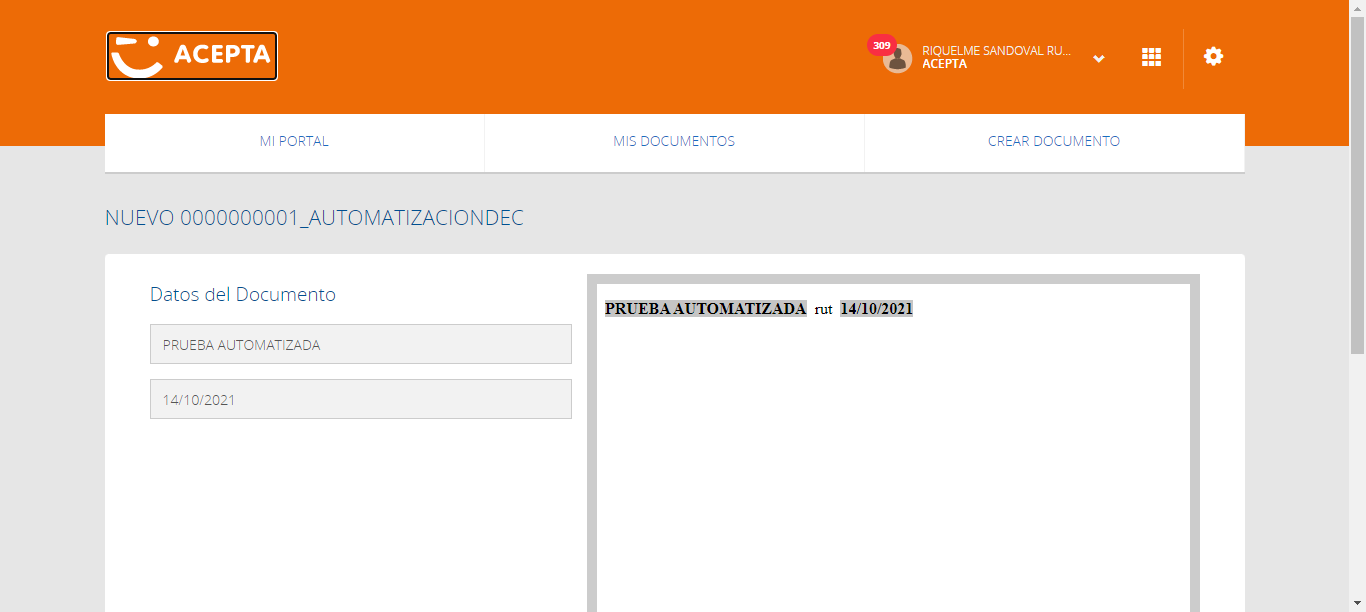 ACEPTA
309
RIQUELME SANDOVAL RU...
ACEPTA
MI PORTAL
MIS DOCUMENTOS
CREAR DOCUMENTO
NUEVO 0000000001_AUTOMATIZACIONDEC
Datos del Documento
PRUEBA AUTOMATIZADA
14/10/2021
PRUEBA AUTOMATIZADA rut 14/10/2021